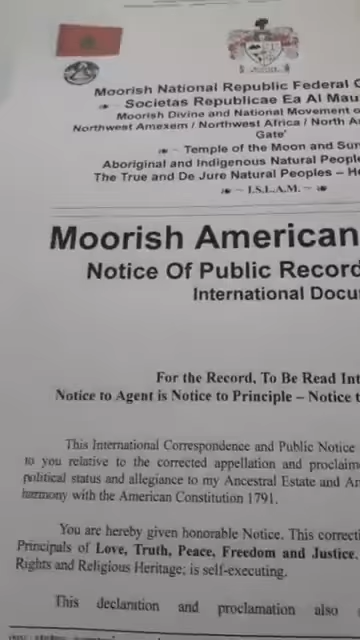 Moorish National Republic Federal
Societas Republicae Ea Al Mau
Moorish Divine and National Movement o
Northwest Amexem / Northwest Africa / North A
Gate'
Temple of the Moon and Sun
Aboriginal and Indigenous Natural Peopl
The True and De Jure Natural Peoples – He
~ I.S.L.A.M. ~
Moorish American
Notice Of Public Record
International Docu
For the Record, To Be Read Int
Notice to Agent is Notice to Principle – Notice t
This International Correspondence and Public Notice
to you relative to the corrected appellation and proclaime
political status and allegiance to my Ancestral Estate and An
harmony with the American Constitution 1791.
You are hereby given honorable Notice. This correcti
Principals of Love, Truth, Peace, Freedom and Justice.
Rights and Religious Heritage; is self-executing.
This declaration and proclamation also